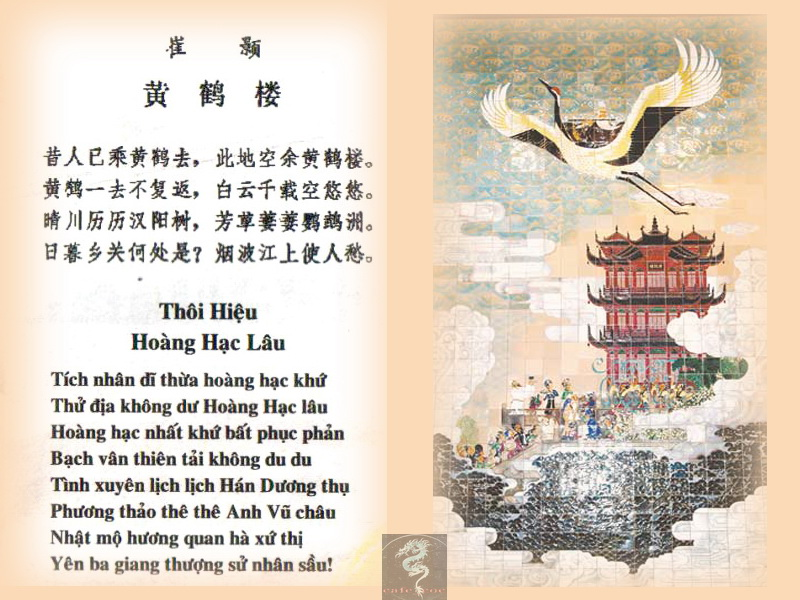 崔 颢
黄 鹤 楼
昔人已乘黄鹤去，此地空余黄鹤楼。
黄鹤一去不复返，白云千载空悠悠。
晴川历历汉阳树，芳草萋萋鹦鹉洲。
日暮乡关何处是？烟波江上使人愁。
Thôi Hiệu
Hoàng Hạc Lâu
Tích nhân dĩ thừa hoàng hạc khứ
Thử địa không dư Hoàng Hạc lâu
Hoàng hạc nhất khứ bất phục phản
Bạch vân thiên tải không du du
Tình xuyên lịch lịch Hán Dương thụ
Phương thảo thê thê Anh Vũ châu
Nhật mộ hương quan hà xứ thị
Yên ba giang thượng sử nhân sầu!